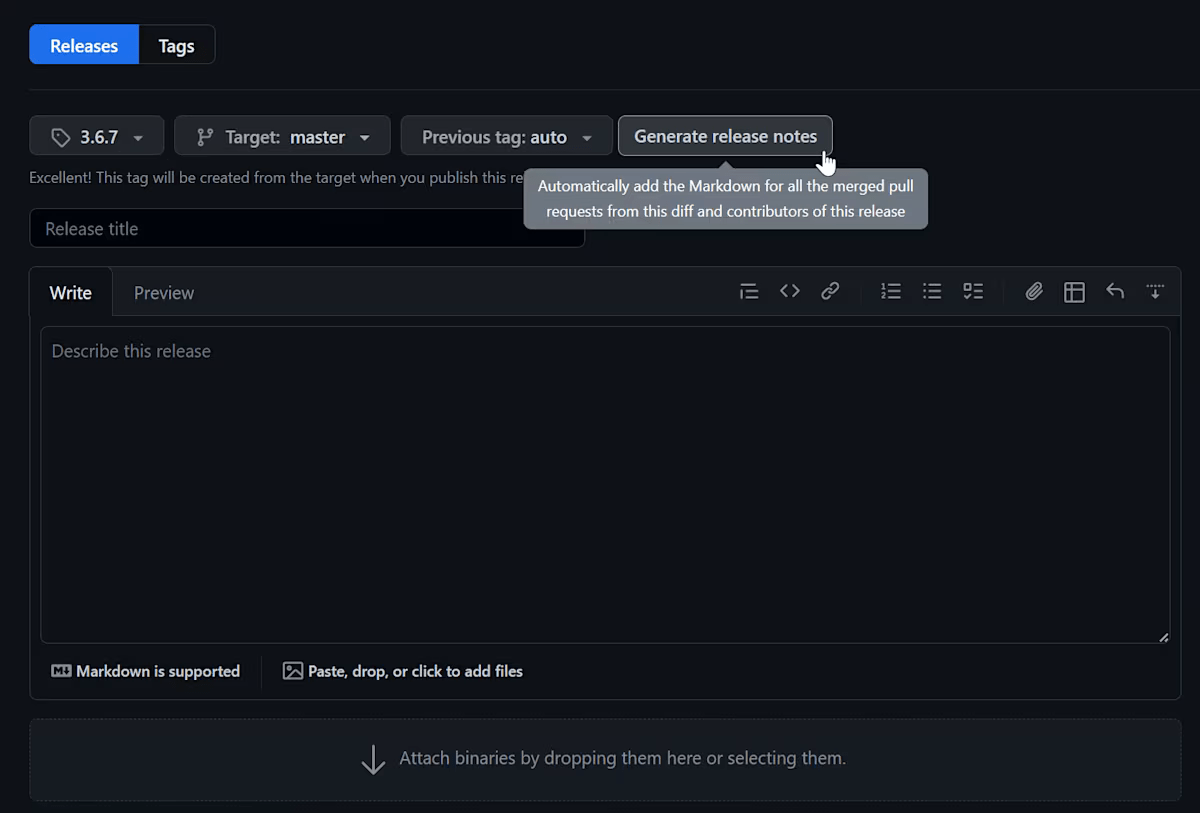 Releases Tags
3.6.7 Target: master Previous tag: auto Generate release notes
Excellent! This tag will be created from the target when you publish this re
Automatically add the Markdown for all the merged pull
requests from this diff and contributors of this release
Release title
Write Preview
Describe this release
Markdown is supported Paste, drop, or click to add files
Attach binaries by dropping them here or selecting them.